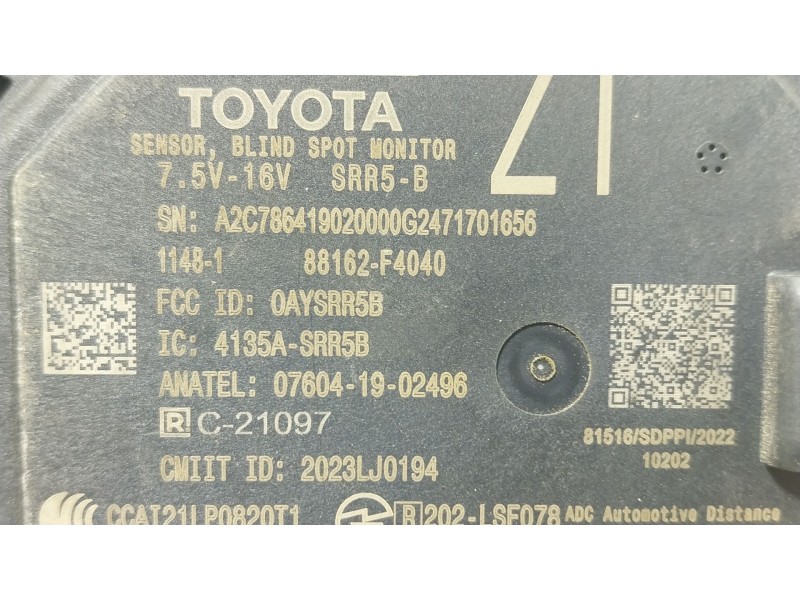 TOYOTA
SENSOR, BLIND SPOT MONITOR
7.5V-16V SRR5-B
SN: A2C786419020000G2471701656
1148-1 88162-F4040
FCC ID: OAYSRR5B
IC: 4135A-SRR5B
ANATEL: 07604-19-02496
R C-21097
CMIIT ID: 2023LJ0194
CCAI21LP0820T1
R 202-LSF078 ADC Automotive Distance
81516/SDPPI/2022
10202